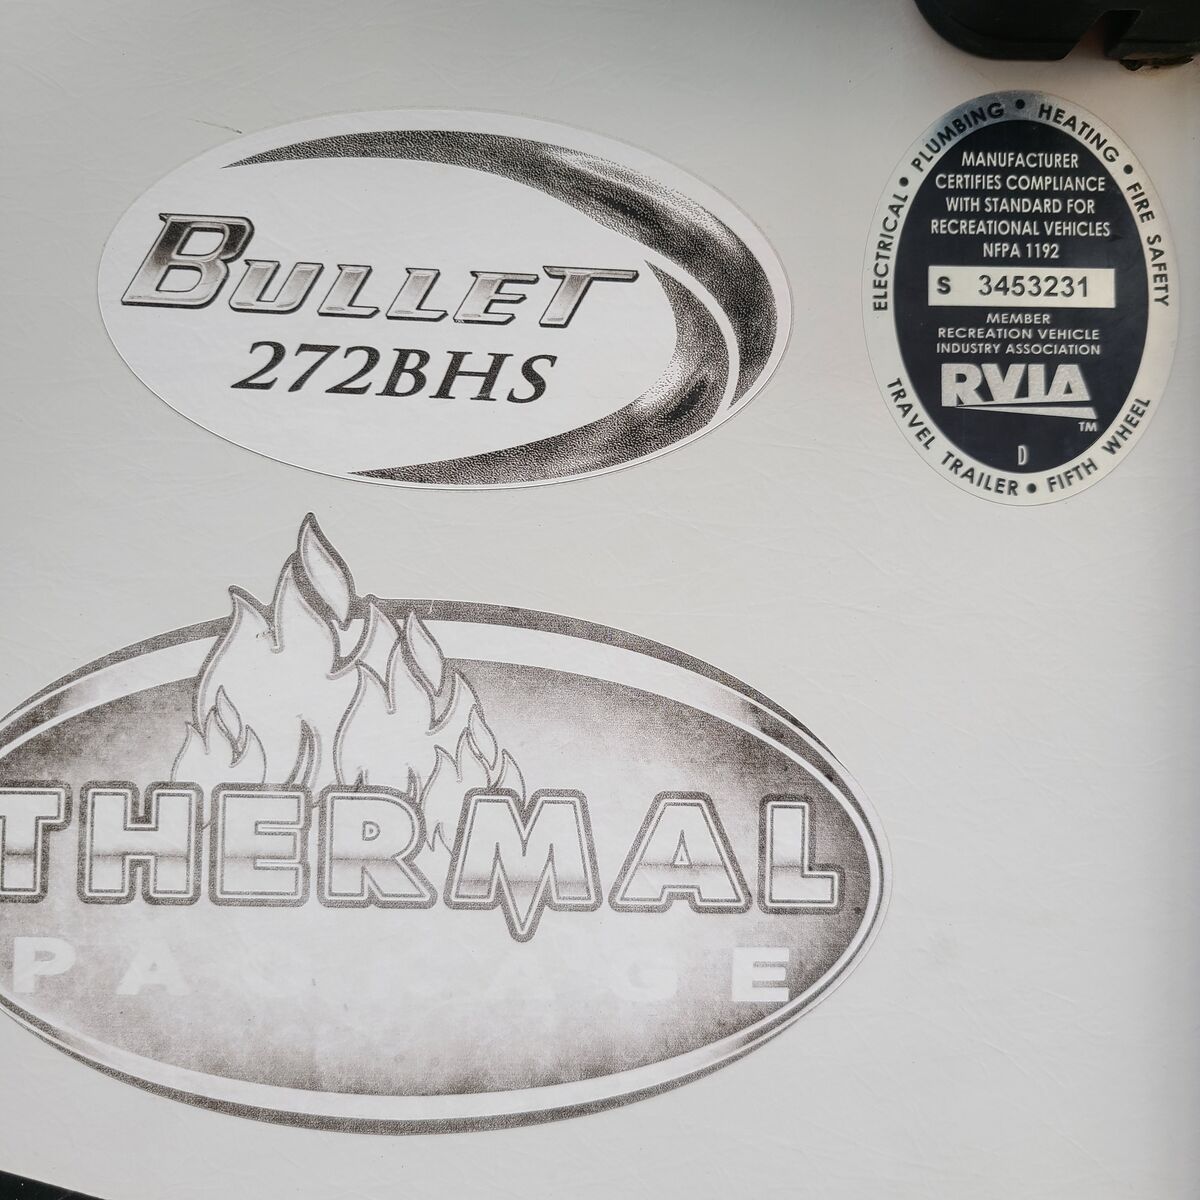 BULLET
272BHS
ELECTRICAL • PLUMBING • HEATING • FIRE SAFETY
MANUFACTURER
CERTIFIES COMPLIANCE
WITH STANDARD FOR
RECREATIONAL VEHICLES
NFPA 1192
S 3453231
MEMBER
RECREATION VEHICLE
INDUSTRY ASSOCIATION
RVIA
TM
D
TRAVEL TRAILER • FIFTH WHEEL
THERMAL
PACKAGE